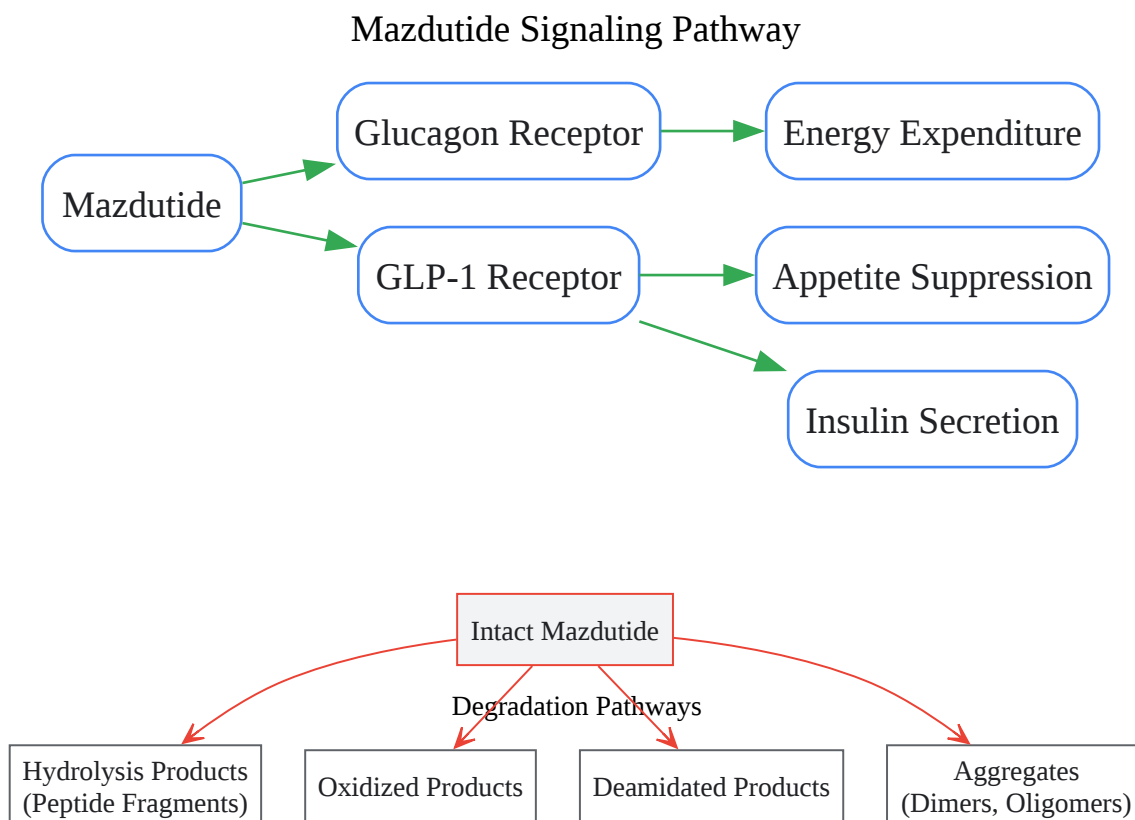 Mazdutide Signaling Pathway
Glucagon Receptor
Energy Expenditure
Mazdutide
GLP-1 Receptor
Appetite Suppression
Insulin Secretion
Intact Mazdutide
Degradation Pathways
Hydrolysis Products
(Peptide Fragments)
Oxidized Products
Deamidated Products
Aggregates
(Dimers, Oligomers)